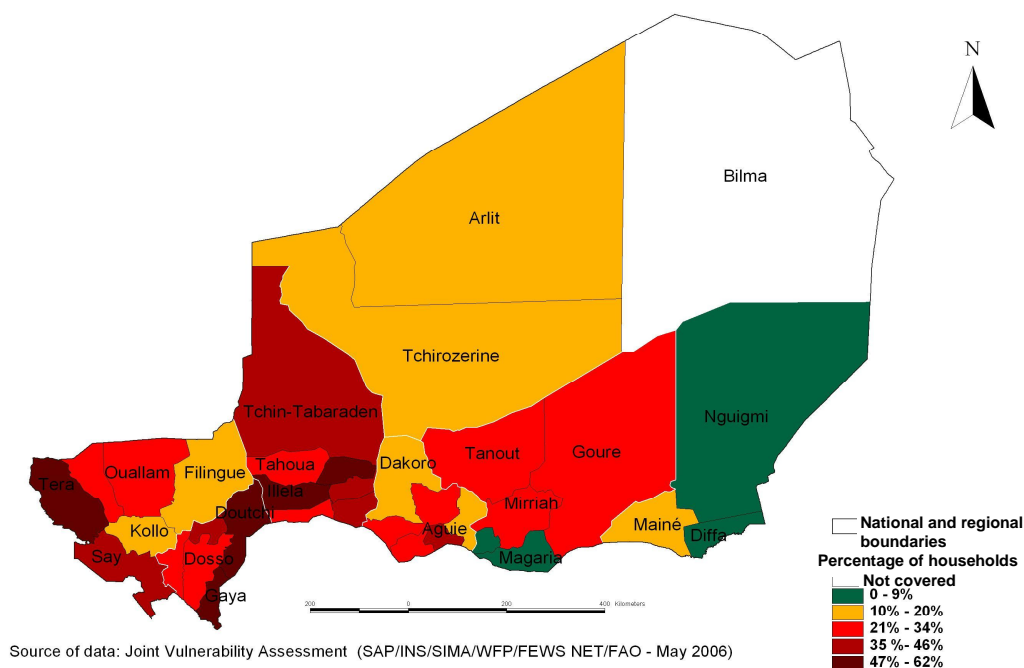 N
Bilma
Arlit
Tchirozerine
Nguigmi
Tchin-Tabaraden
Tanout
Goure
Dakoro
Tahoua
Filingue
Ouallam
Tera
Illela
Doutchi
Mirriah
Mainé
Diffa
Aguie
Kollo
Say
Dosso
Magaria
Gaya
200 0 200 400 Kilometers
National and regional
boundaries
Percentage of households
Not covered
0 - 9%
10% - 20%
21% - 34%
35 %- 46%
47% - 62%
Source of data: Joint Vulnerability Assessment (SAP/INS/SIMA/WFP/FEWS NET/FAO - May 2006)